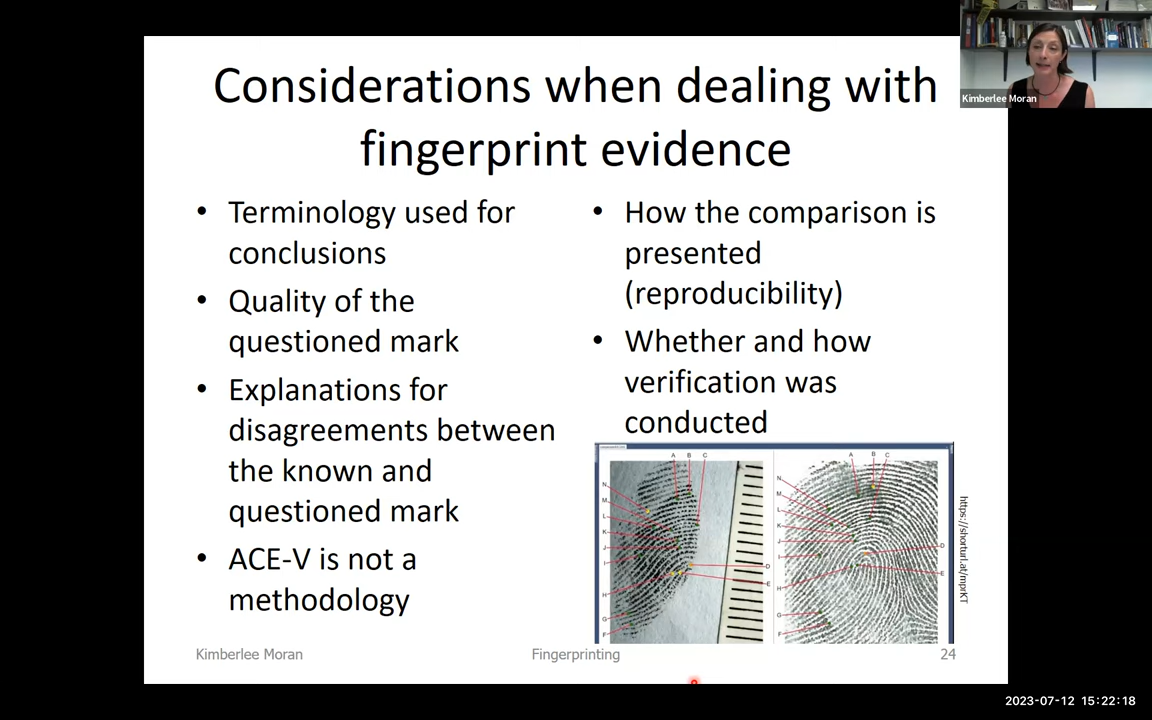 Considerations when dealing with
fingerprint evidence
• Terminology used for
conclusions
• Quality of the
questioned mark
• Explanations for
disagreements between
the known and
questioned mark
• ACE-V is not a
methodology
• How the comparison is
presented
(reproducibility)
• Whether and how
verification was
conducted
A B C
N
M
L
K
J
I
H
G
F
D
E
A B C
N
M
L
K
J
I
H
G
F
D
E
https://shorturl.at/mprKT
Kimberlee Moran
Fingerprinting
24
Kimberlee Moran
2023-07-12 15:22:18